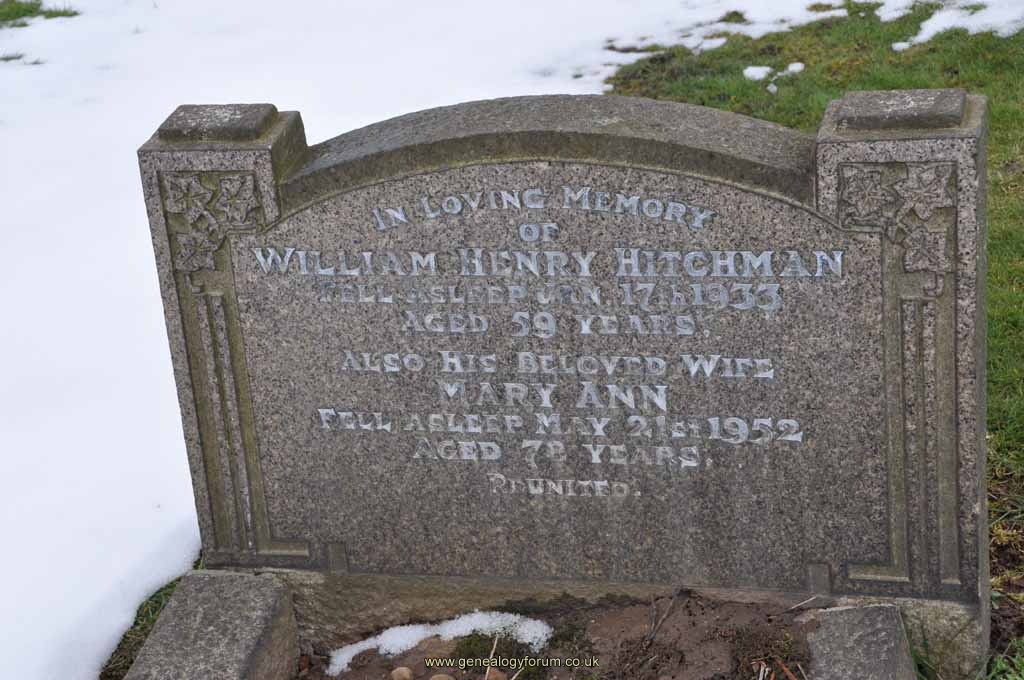 In Loving Memory
of
William Henry Hitchman
Fell Asleep Jan. 17th 1933
Aged 59 Years.
Also His Beloved Wife
Mary Ann
Fell Asleep May 21st 1952
Aged 78 Years.
Reunited.
www.genealogyforum.co.uk